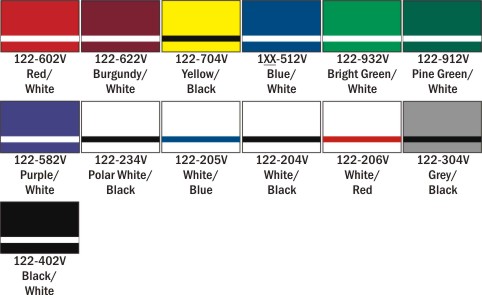 122-602V
Red/
White
122-622V
Burgundy/
White
122-704V
Yellow/
Black
1XX-512V
Blue/
White
122-932V
Bright Green/
White
122-912V
Pine Green/
White
122-582V
Purple/
White
122-234V
Polar White/
Black
122-205V
White/
Blue
122-204V
White/
Black
122-206V
White/
Red
122-304V
Grey/
Black
122-402V
Black/
White